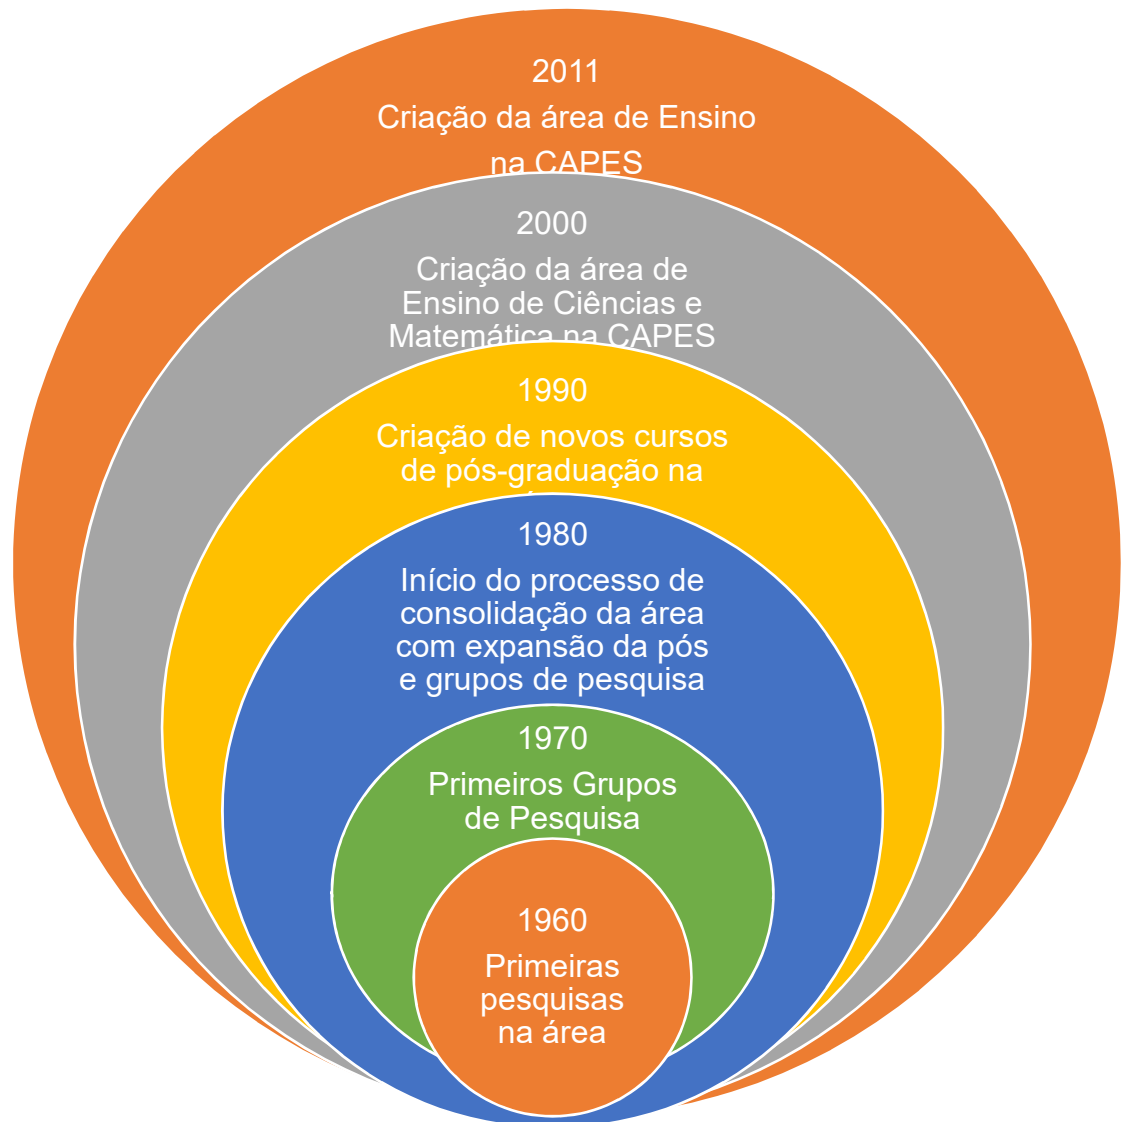 2011
Criação da área de Ensino
na CAPES
2000
Criação da área de
Ensino de Ciências e
Matemática na CAPES
1990
Criação de novos cursos
de pós-graduação na
1980
Início do processo de
consolidação da área
com expansão da pós
e grupos de pesquisa
1970
Primeiros Grupos
de Pesquisa
1960
Primeiras
pesquisas
na área